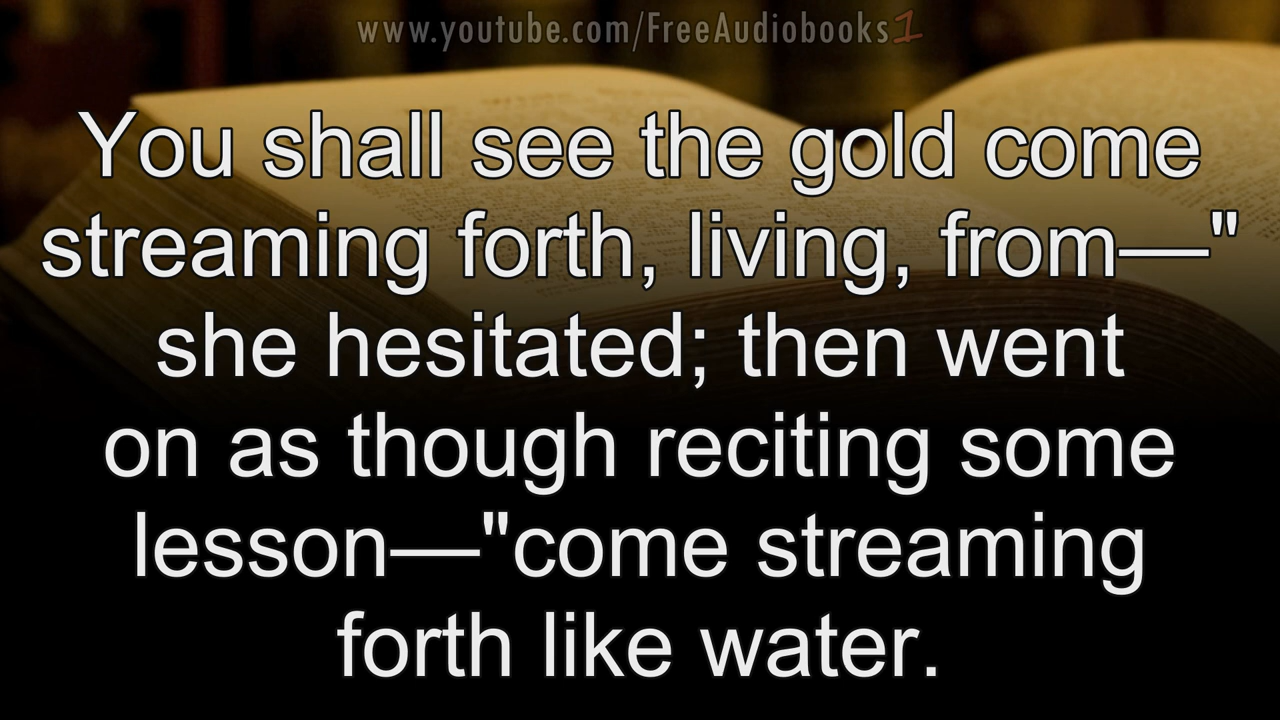 www.youtube.com/FreeAudiobooks1
You shall see the gold come
streaming forth, living, from—"
she hesitated; then went
on as though reciting some
lesson—"come streaming
forth like water.